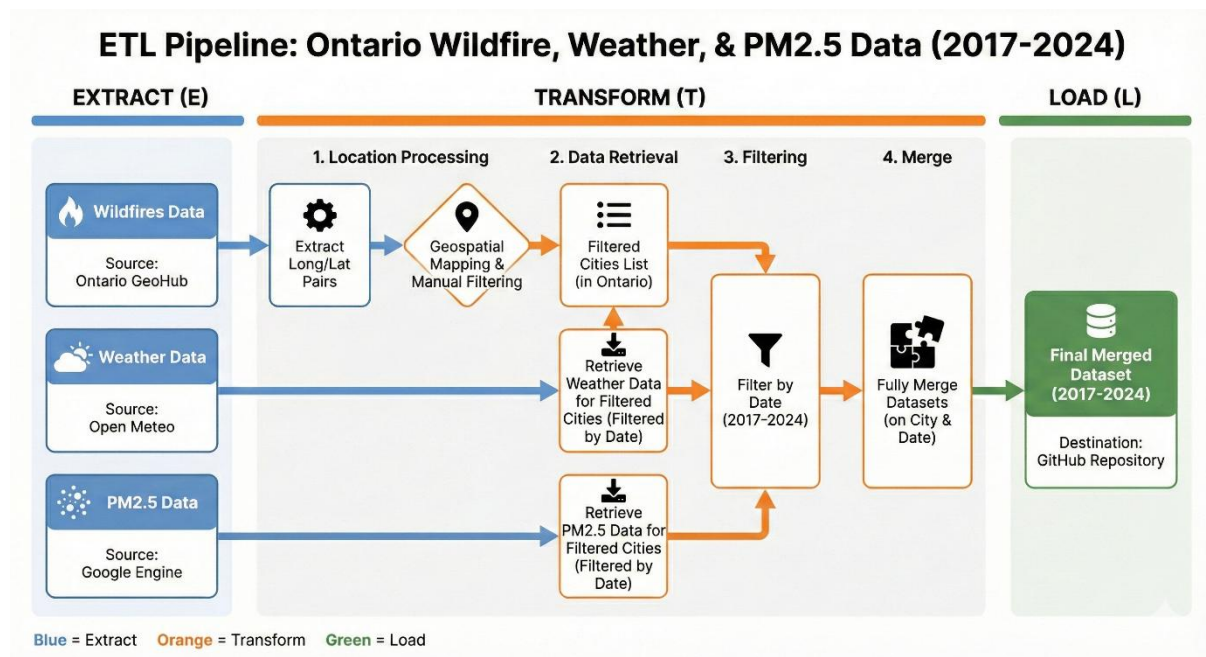 ETL Pipeline: Ontario Wildfire, Weather, & PM2.5 Data (2017-2024)
EXTRACT (E)
TRANSFORM (T)
LOAD (L)
1. Location Processing
2. Data Retrieval
3. Filtering
4. Merge
Wildfires Data
Source:
Ontario GeoHub
Extract
Long/Lat
Pairs
Geospatial
Mapping &
Manual Filtering
Filtered
Cities List
(in Ontario)
Weather Data
Source:
Open Meteo
Retrieve
Weather Data
for Filtered
Cities (Filtered
by Date)
Filter by
Date
(2017–2024)
Fully Merge
Datasets
(on City &
Date)
Final Merged
Dataset
(2017-2024)
Destination:
GitHub Repository
PM2.5 Data
Source:
Google Engine
Retrieve
PM2.5 Data for
Filtered Cities
(Filtered by
Date)
Blue = Extract Orange = Transform Green = Load